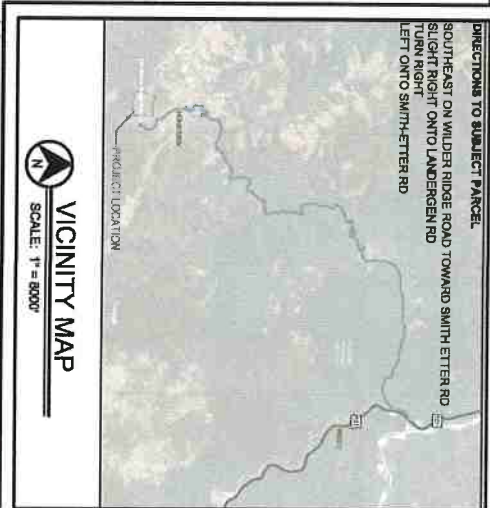 DIRECTIONS TO SUBJECT PARCEL
SOUTHEAST ON WILDER RIDGE ROAD TOWARD SMITH ETTER RD
SLIGHT RIGHT ONTO LANDERGEN RD
TURN RIGHT
LEFT ONTO SMITH-ETTER RD
HONEYDEW
PROJECT LOCATION
N
VICINITY MAP
SCALE: 1" = 8000'